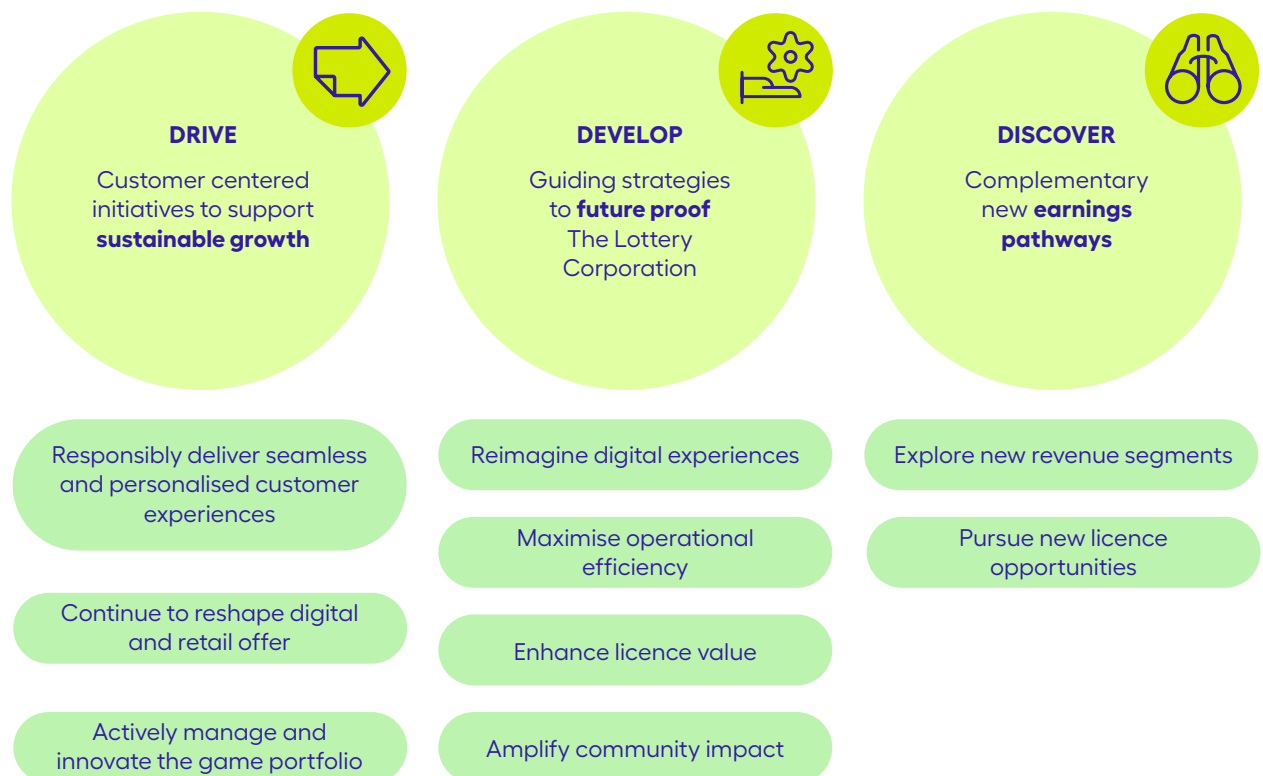 DRIVE
Customer centered
initiatives to support
sustainable growth
Responsibly deliver seamless
and personalised customer
experiences
Continue to reshape digital
and retail offer
Actively manage and
innovate the game portfolio
DEVELOP
Guiding strategies
to future proof
The Lottery
Corporation
Reimagine digital experiences
Maximise operational
efficiency
Enhance licence value
Amplify community impact
DISCOVER
Complementary
new earnings
pathways
Explore new revenue segments
Pursue new licence
opportunities